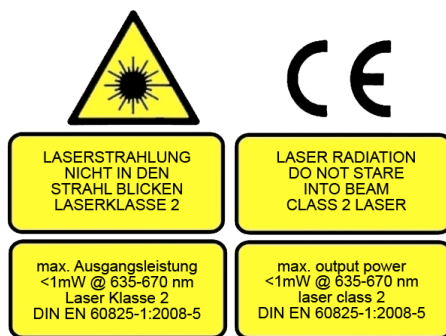 CE
LASERSTRAHLUNG
NICHT IN DEN
STRAHL BLICKEN
LASERKLASSE 2
LASER RADIATION
DO NOT STARE
INTO BEAM
CLASS 2 LASER
max. Ausgangsleistung
<1mW @ 635-670 nm
Laser Klasse 2
DIN EN 60825-1:2008-5
max. output power
<1mW @ 635-670 nm
laser class 2
DIN EN 60825-1:2008-5